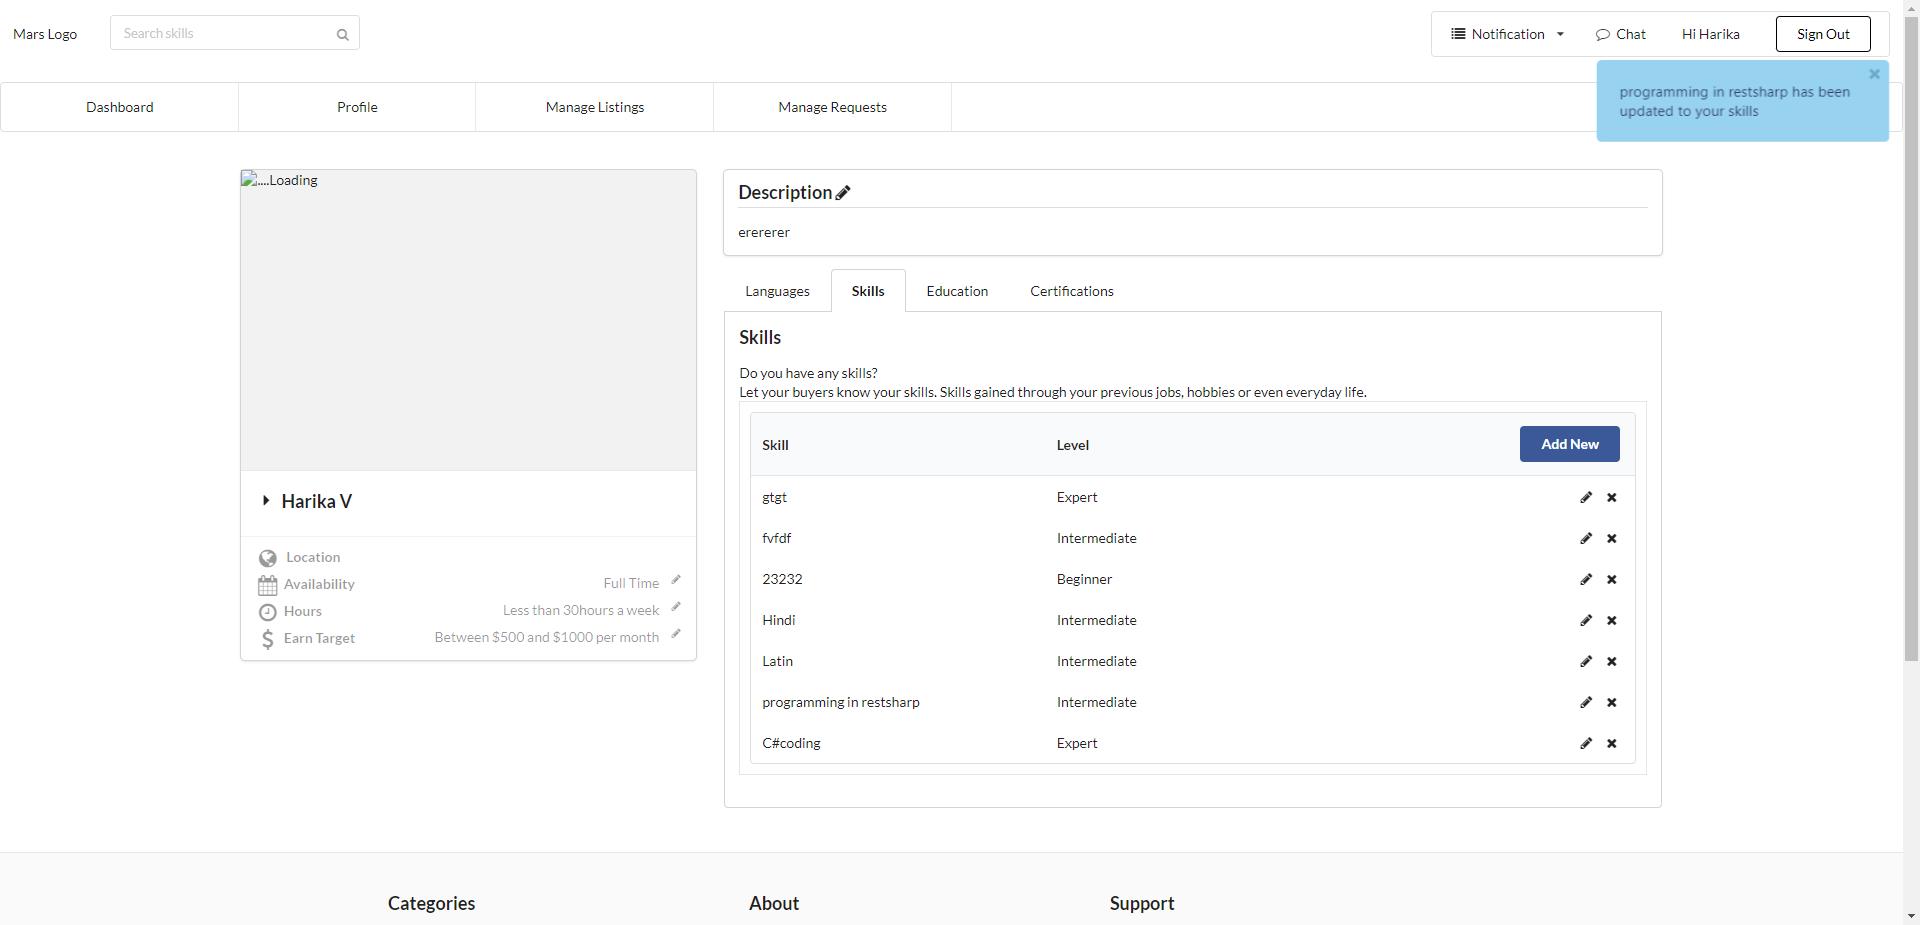 Mars Logo
Search skills
Notification
Chat
Hi Harika
Sign Out
programming in restsharp has been
updated to your skills
Dashboard
Profile
Manage Listings
Manage Requests
....Loading
Harika V
Location
Availability
Full Time
Hours
Less than 30hours a week
Earn Target
Between $500 and $1000 per month
Description
erererer
Languages
Skills
Education
Certifications
Skills
Do you have any skills?
Let your buyers know your skills. Skills gained through your previous jobs, hobbies or even everyday life.
Skill Level Add New
gtgt Expert
fvfdf Intermediate
23232 Beginner
Hindi Intermediate
Latin Intermediate
programming in restsharp Intermediate
C#coding Expert
Categories
About
Support